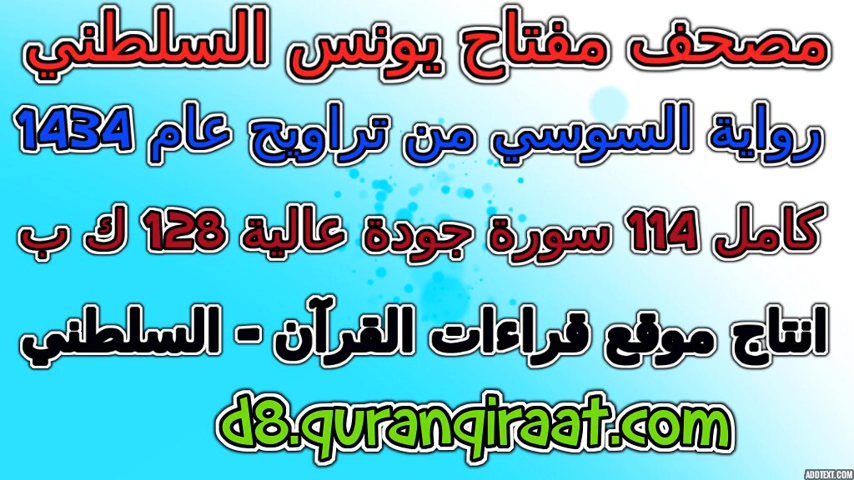 مصحف مفتاح يونس السلطني
رواية السوسي من تراويح عام 1434
كامل 114 سورة جودة عالية 128 ك ب
انتاج موقع قراءات القرآن - السلطني
d8.quranqiraat.com
ADDTEXT.COM